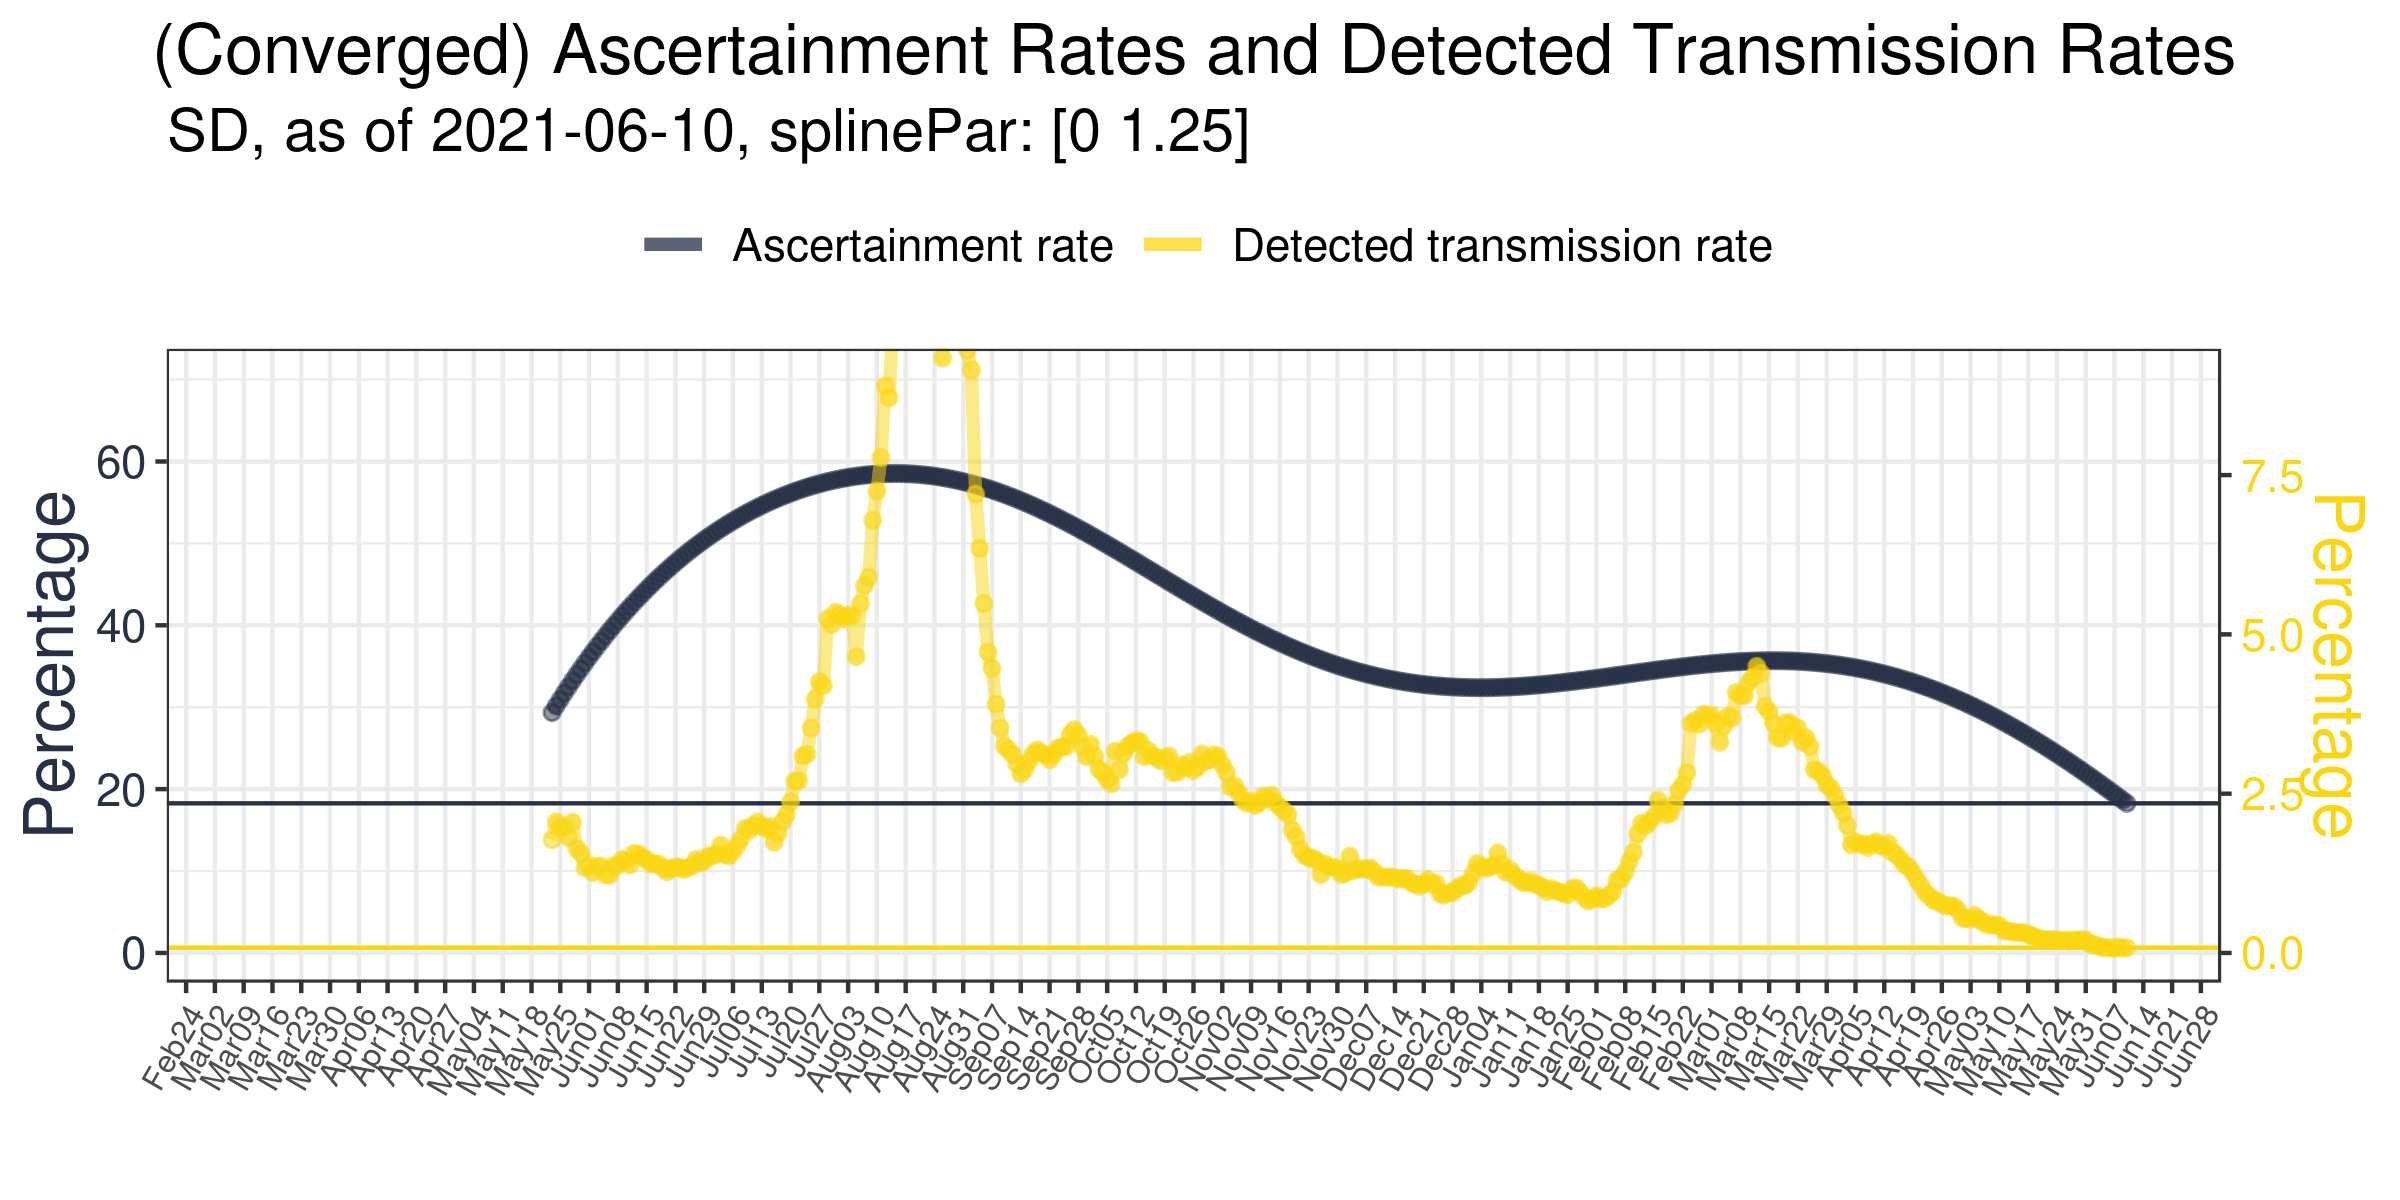 (Converged) Ascertainment Rates and Detected Transmission Rates
SD, as of 2021-06-10, splinePar: [0 1.25]
Ascertainment rate
Detected transmission rate
Percentage
60
40
20
0
7.5
5.0
2.5
0.0
Percentage
Feb24
Mar02
Mar09
Mar16
Mar23
Mar30
Apr06
Apr13
Apr20
Apr27
May04
May11
May18
May25
Jun01
Jun08
Jun15
Jun22
Jun29
Jul06
Jul13
Jul20
Jul27
Aug03
Aug10
Aug17
Aug24
Aug31
Sep07
Sep14
Sep21
Sep28
Oct05
Oct12
Oct19
Oct26
Nov02
Nov09
Nov16
Nov23
Nov30
Dec07
Dec14
Dec21
Dec28
Jan04
Jan11
Jan18
Jan25
Feb01
Feb08
Feb15
Feb22
Mar01
Mar08
Mar15
Mar22
Mar29
Apr05
Apr12
Apr19
Apr26
May03
May10
May17
May24
May31
Jun07
Jun14
Jun21
Jun28